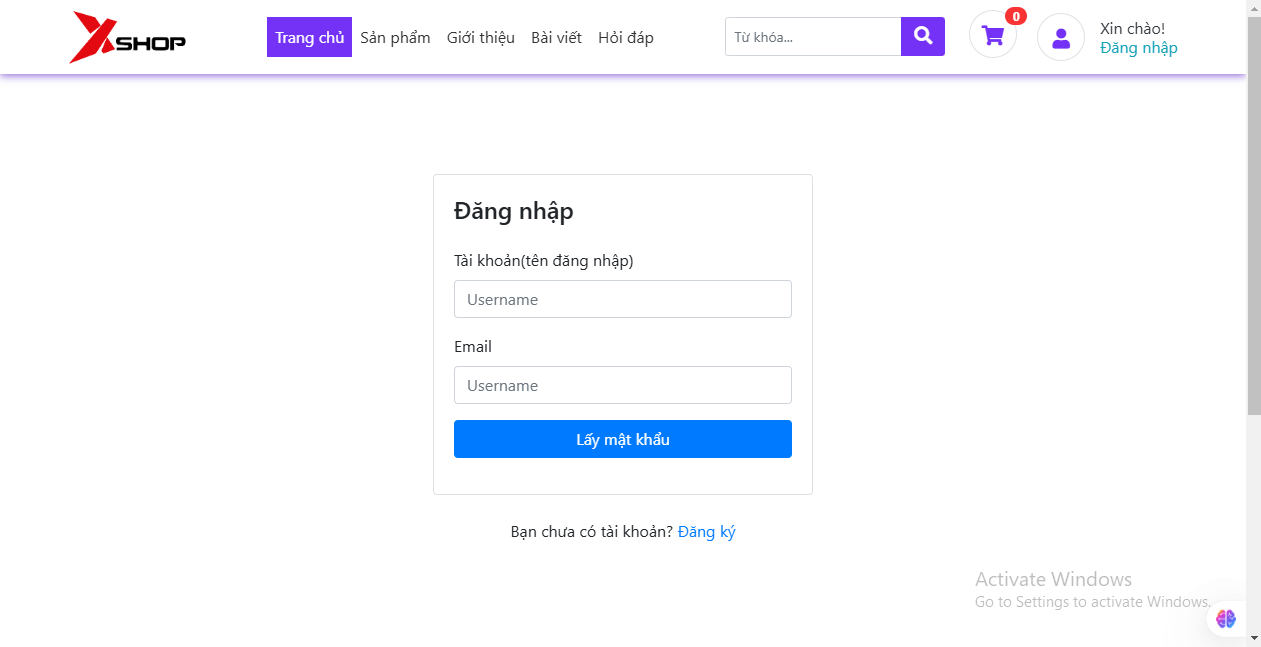 XSHOP
Trang chủ Sản phẩm Giới thiệu Bài viết Hỏi đáp
Từ khóa...
0
Xin chào!
Đăng nhập
Đăng nhập
Tài khoản(tên đăng nhập)
Username
Email
Username
Lấy mật khẩu
Bạn chưa có tài khoản? Đăng ký
Activate Windows
Go to Settings to activate Windows.